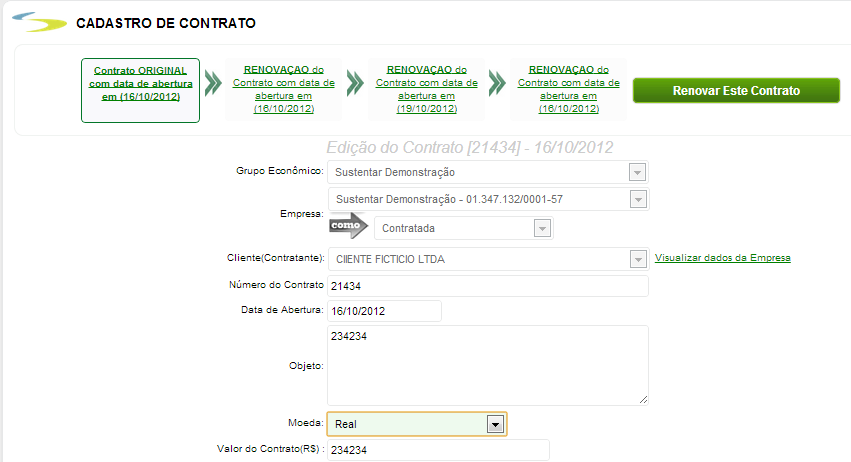 CADASTRO DE CONTRATO
Contrato ORIGINAL
com data de abertura
em (16/10/2012)
RENOVAÇAO do
Contrato com data de
abertura em
(16/10/2012)
RENOVAÇAO do
Contrato com data de
abertura em
(19/10/2012)
RENOVAÇAO do
Contrato com data de
abertura em
(16/10/2012)
Renovar Este Contrato
Edição do Contrato [21434] - 16/10/2012
Grupo Econômico: Sustentar Demonstração
Sustentar Demonstração - 01.347.132/0001-57
Empresa:
como Contratada
Cliente(Contratante): ClIENTE FICTICIO LTDA Visualizar dados da Empresa
Número do Contrato 21434
Data de Abertura: 16/10/2012
234234
Objeto:
Moeda: Real
Valor do Contrato(R$) : 234234